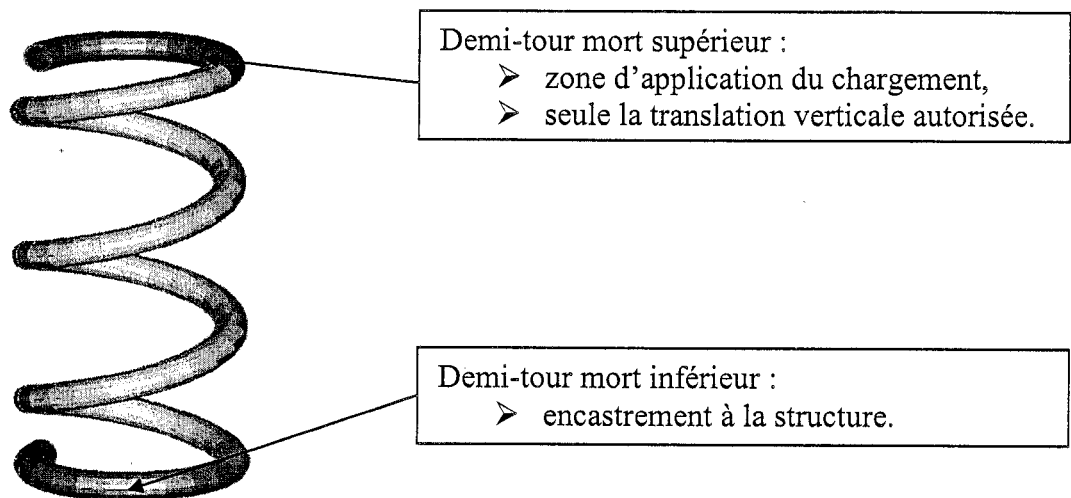 Demi-tour mort supérieur :
➢ zone d'application du chargement,
➢ seule la translation verticale autorisée.
Demi-tour mort inférieur :
➢ encastrement à la structure.